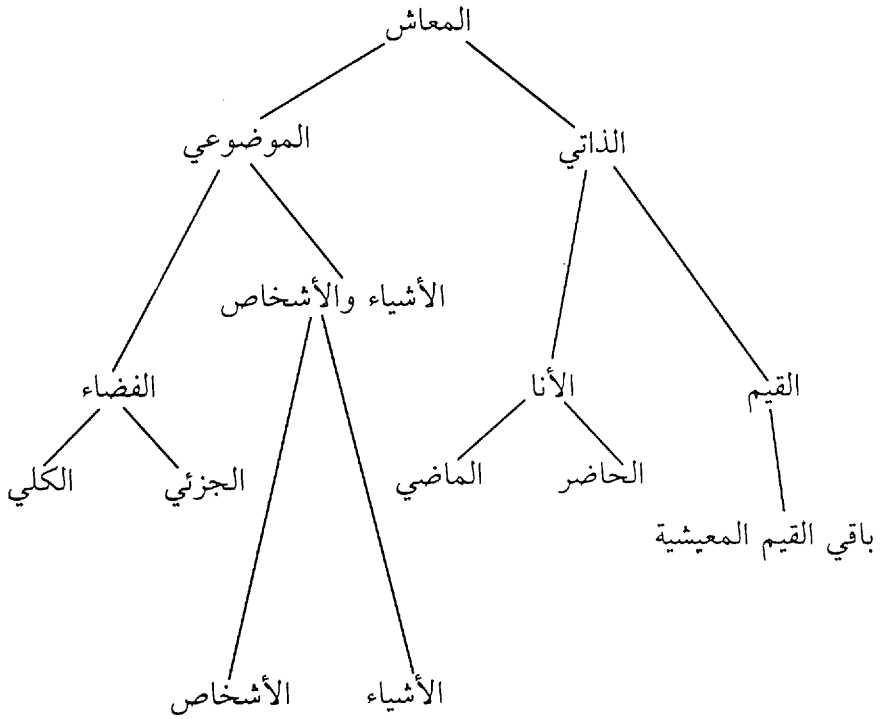 المعاش
الذاتي
الموضوعي
الأشياء والأشخاص
القيم
الأنا
الفضاء
الحاضر
الماضي
الجزئي
الكلي
باقي القيم المعيشية
الأشياء
الأشخاص